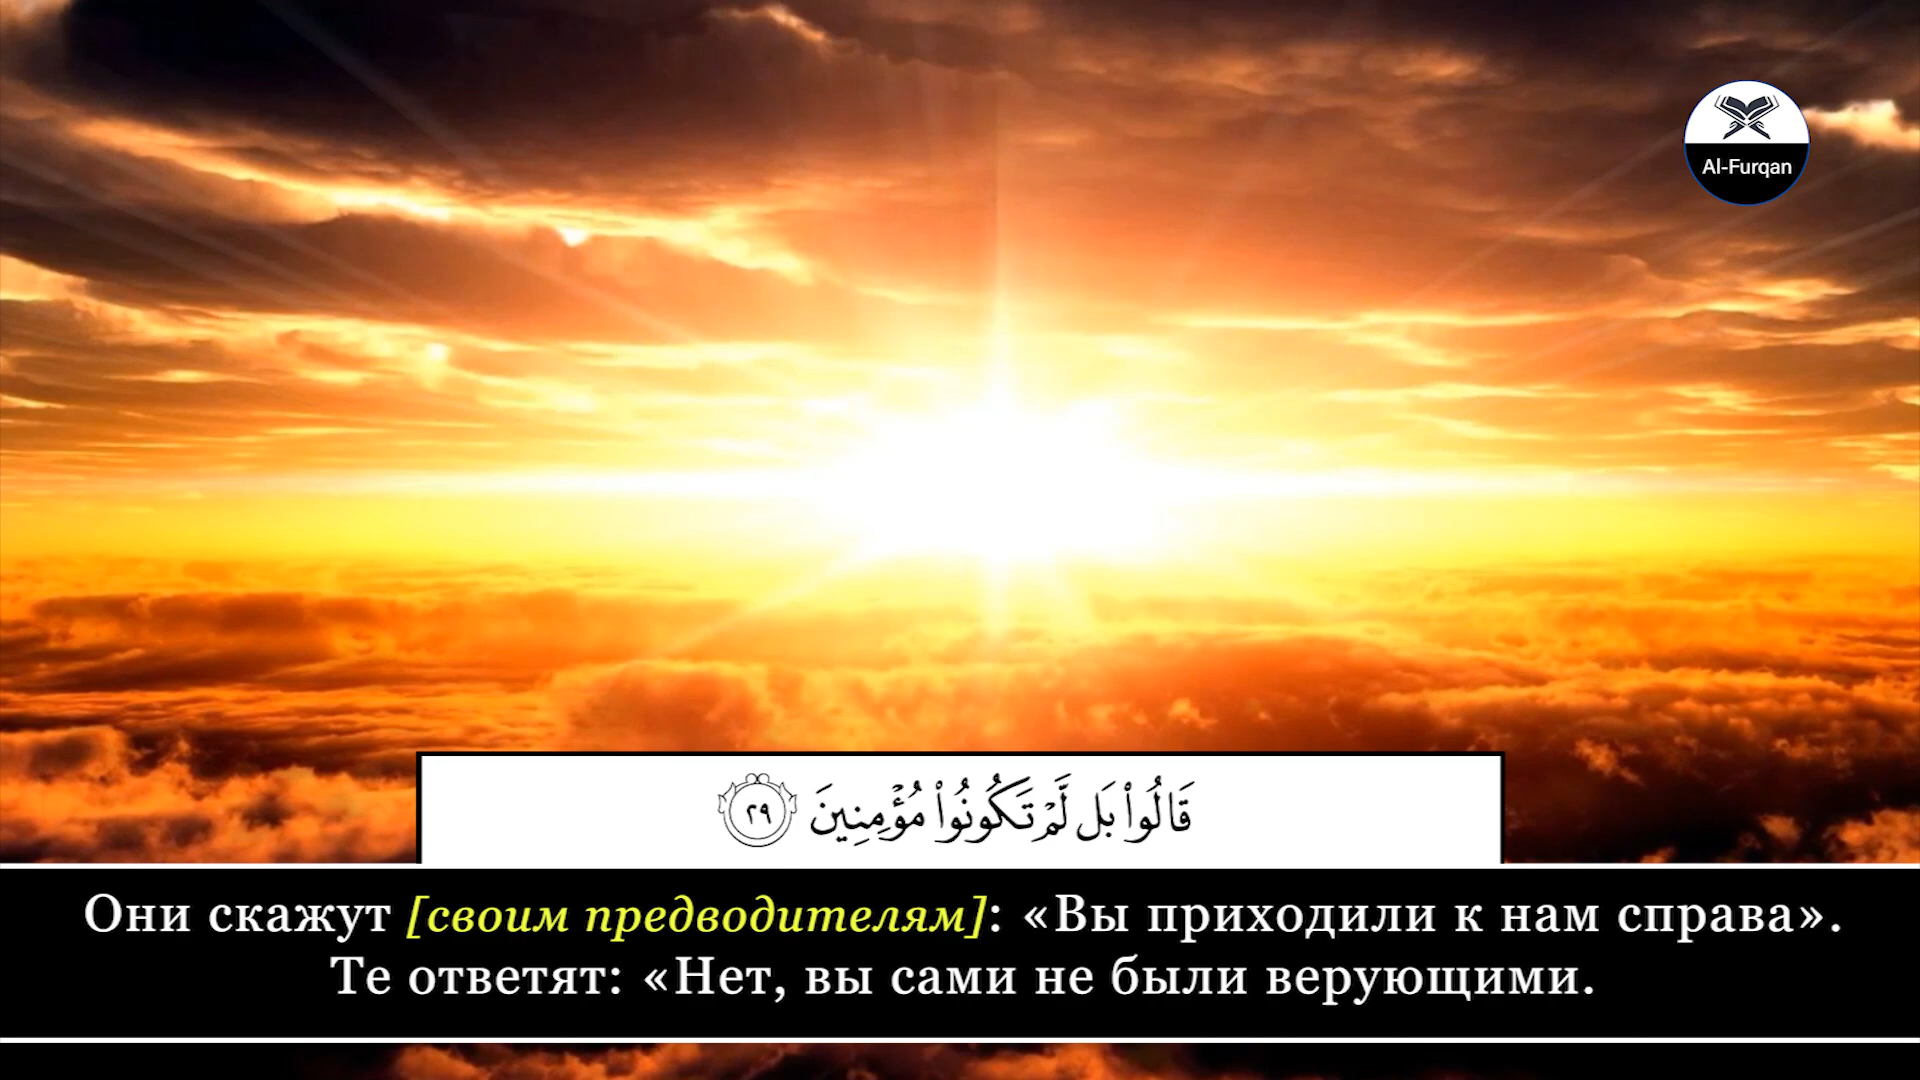 Al-Furqan
قَالُوا۟ بَل لَّمْ تَكُونُوا۟ مُؤْمِنِينَ ٢٩
Они скажут [своим предводителям]: «Вы приходили к нам справа».
Те ответят: «Нет, вы сами не были верующими.